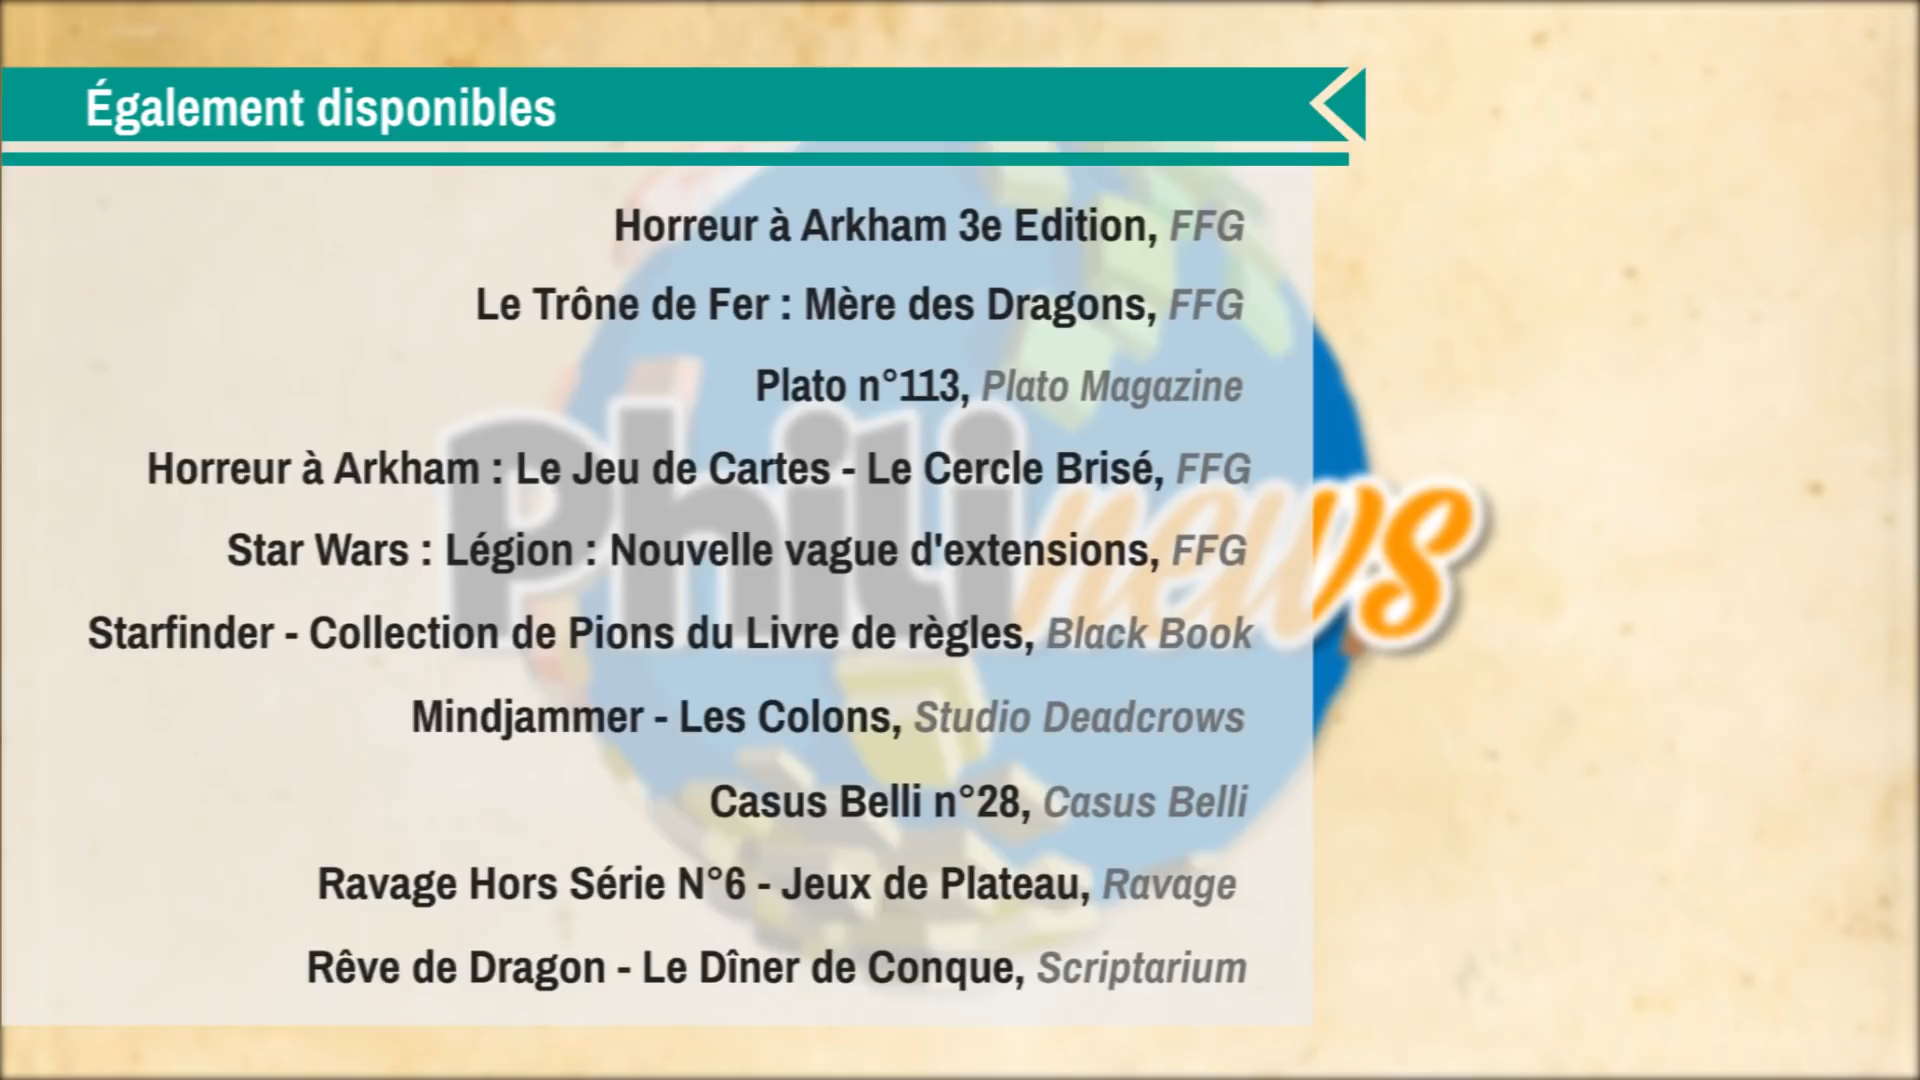 Également disponibles
Horreur à Arkham 3e Edition, FFG
Le Trône de Fer : Mère des Dragons, FFG
Plato n°113, Plato Magazine
Horreur à Arkham : Le Jeu de Cartes - Le Cercle Brisé, FFG
Star Wars : Légion : Nouvelle vague d'extensions, FFG
Starfinder - Collection de Pions du Livre de règles, Black Book
Mindjammer - Les Colons, Studio Deadcrows
Casus Belli n°28, Casus Belli
Ravage Hors Série N°6 - Jeux de Plateau, Ravage
Rêve de Dragon - Le Dîner de Conque, Scriptarium
Philinews